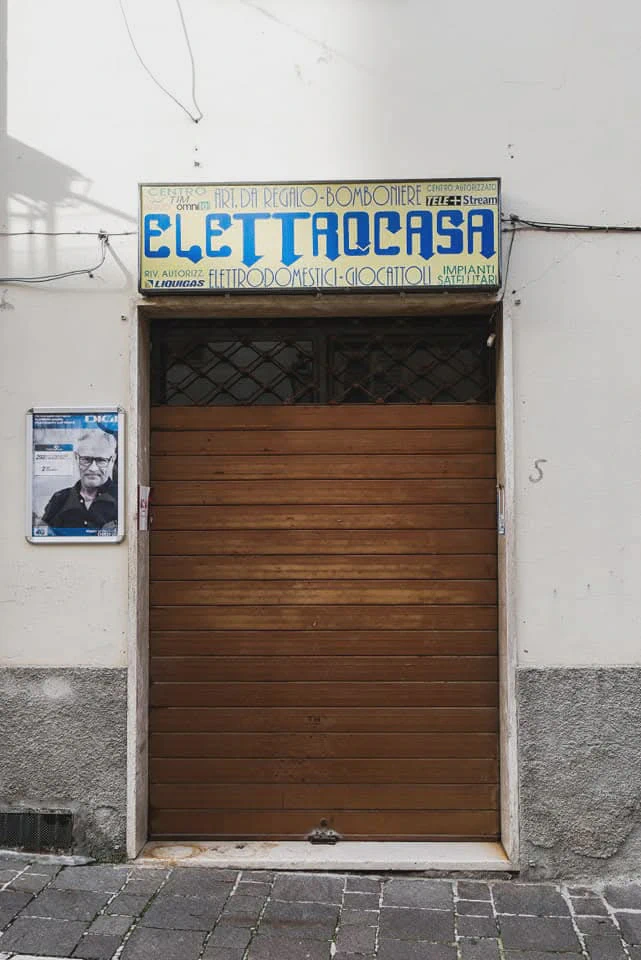 CENTRO
TIM
omnitel
ART. DA REGALO - BOMBONIERE
CENTRO AUTORIZZATO
TELE+ Stream
ELETTROCASA
RIV. AUTORIZZ.
LIQUIGAS
ELETTRODOMESTICI - GIOCATTOLI
IMPIANTI
SATELLITARI
DIGI
5